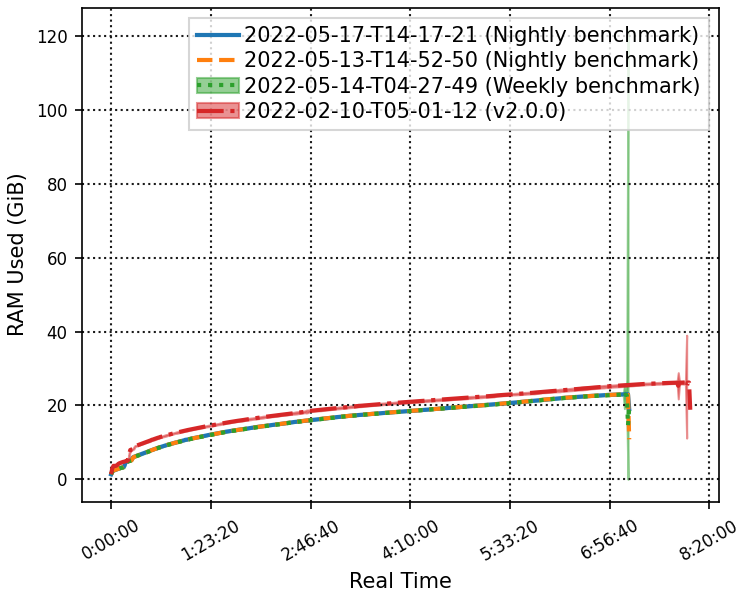 2022-05-17-T14-17-21 (Nightly benchmark)
2022-05-13-T14-52-50 (Nightly benchmark)
2022-05-14-T04-27-49 (Weekly benchmark)
2022-02-10-T05-01-12 (v2.0.0)
RAM Used (GiB)
120
100
80
60
40
20
0
0:00:00
1:23:20
2:46:40
4:10:00
5:33:20
6:56:40
8:20:00
Real Time